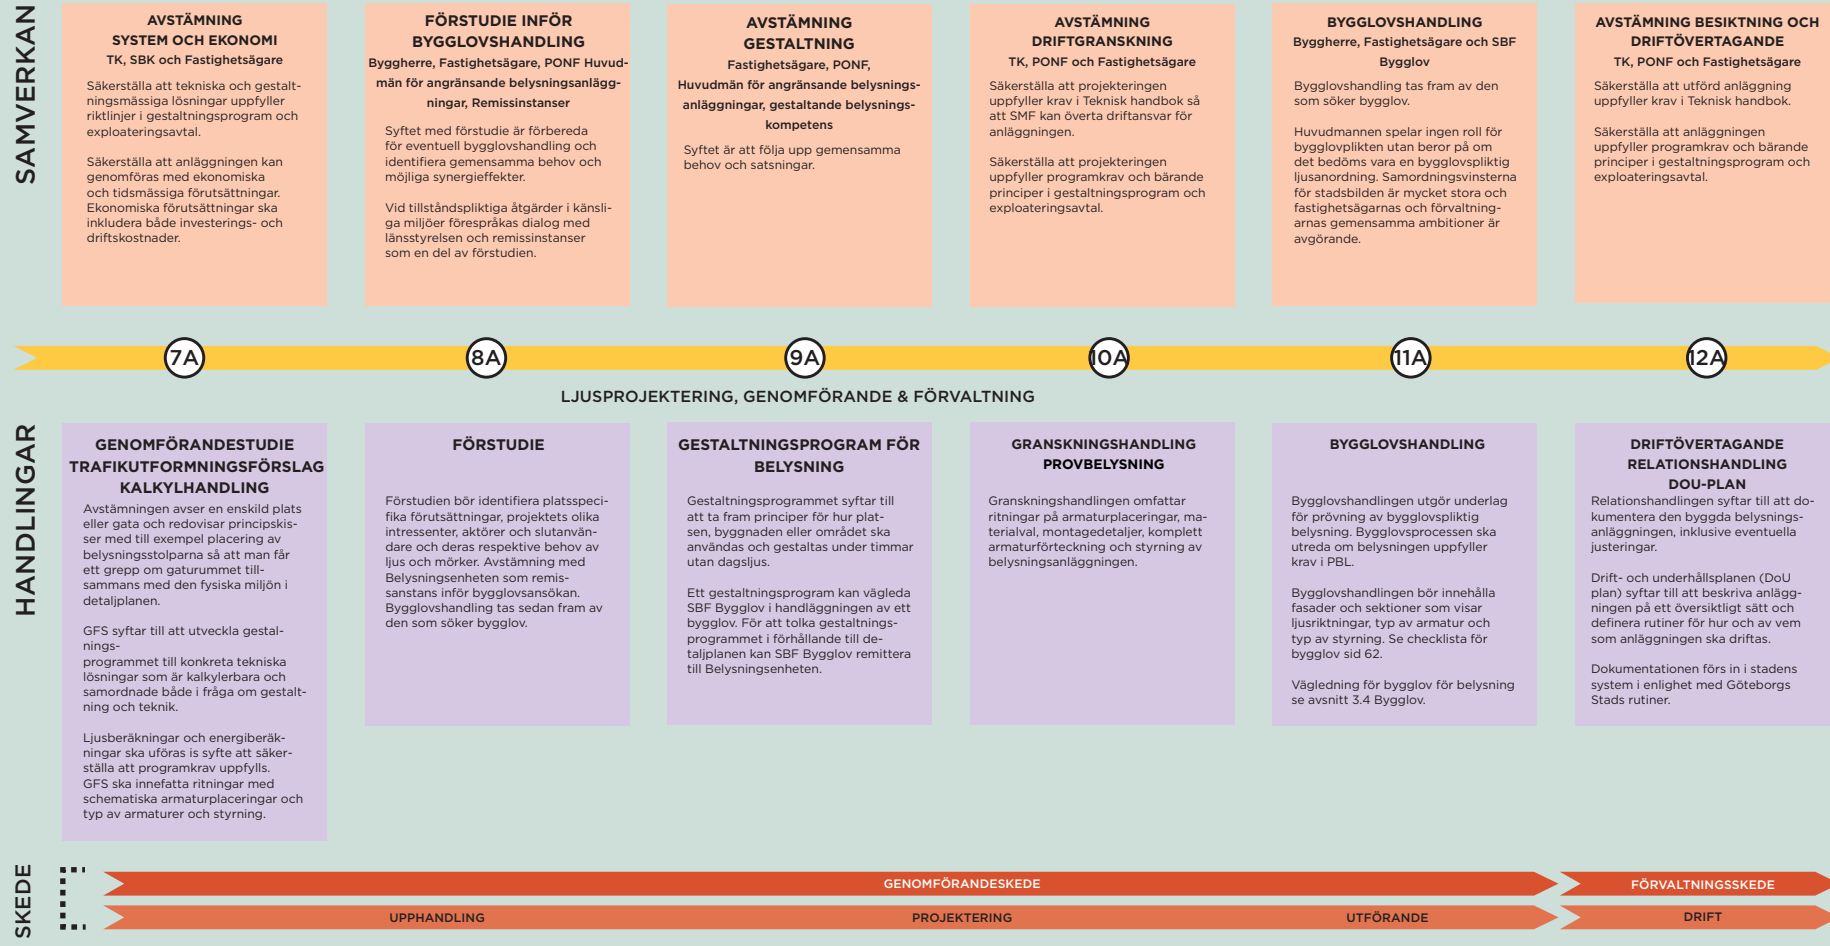 SAMVERKAN
AVSTÄMNING
SYSTEM OCH EKONOMI
TK, SBK och Fastighetsägare
Säkerställa att tekniska och gestalt-
ningsmässiga lösningar uppfyller
riktlinjer i gestaltningsprogram och
exploateringsavtal.
Säkerställa att anläggningen kan
genomföras med ekonomiska
och tidsmässiga förutsättningar.
Ekonomiska förutsättningar ska
inkludera både investerings- och
driftskostnader.
FÖRSTUDIE INFÖR
BYGGLOVSHANDLING
Byggherre, Fastighetsägare, PONF Huvud-
män för angränsande belysningsanlägg-
ningar, Remissinstanser
Syftet med förstudie är förbereda
för eventuell bygglovshandling och
identifiera gemensamma behov och
möjliga synergieffekter.
Vid tillståndspliktiga åtgärder i känsli-
ga miljöer förespråkas dialog med
länsstyrelsen och remissinstanser
som en del av förstudien.
AVSTÄMNING
GESTALTNING
Fastighetsägare, PONF,
Huvudmän för angränsande belysnings-
anläggningar, gestaltande belysnings-
kompetens
Syftet är att följa upp gemensamma
behov och satsningar.
AVSTÄMNING
DRIFTGRANSKNING
TK, PONF och Fastighetsägare
Säkerställa att projekteringen
uppfyller krav i Teknisk handbok så
att SMF kan överta driftansvar för
anläggningen.
Säkerställa att projekteringen
uppfyller programkrav och bärande
principer i gestaltningsprogram och
exploateringsavtal.
BYGGLOVSHANDLING
Byggherre, Fastighetsägare och SBF
Bygglov
Bygglovshandling tas fram av den
som söker bygglov.
Huvudmannen spelar ingen roll för
bygglovplikten utan beror på om
det bedöms vara en bygglovspliktig
ljusanordning. Samordningsvinsterna
för stadsbilden är mycket stora och
fastighetsägarnas och förvaltning-
arnas gemensamma ambitioner är
avgörande.
AVSTÄMNING BESIKTNING OCH
DRIFTÖVERTAGANDE
TK, PONF och Fastighetsägare
Säkerställa att utförd anläggning
uppfyller krav i Teknisk handbok.
Säkerställa att anläggningen
uppfyller programkrav och bärande
principer i gestaltningsprogram och
exploateringsavtal.
7A
8A
9A
10A
11A
12A
LJUSPROJEKTERING, GENOMFÖRANDE & FÖRVALTNING
HANDLINGAR
GENOMFÖRANDESTUDIE
TRAFIKUTFORMNINGSFÖRSLAG
KALKYLHANDLING
Avstämningen avser en enskild plats
eller gata och redovisar principskis-
ser med till exempel placering av
belysningsstolparna så att man får
ett grepp om gaturummet till-
sammans med den fysiska miljön i
detaljplanen.
GFS syftar till att utveckla gestal-
nings-
programmet till konkreta tekniska
lösningar som är kalkylerbara och
samordnade både i fråga om gestalt-
ning och teknik.
Ljusberäkningar och energiberäk-
ningar ska uföras is syfte att säker-
ställa att programkrav uppfylls.
GFS ska innefatta ritningar med
schematiska armaturplaceringar och
typ av armaturer och styrning.
FÖRSTUDIE
Förstudien bör identifiera platsspeci-
fika förutsättningar, projektets olika
intressenter, aktörer och slutanvän-
dare och deras respektive behov av
ljus och mörker. Avstämning med
Belysningsenheten som remis-
sanstans inför bygglovsansökan.
Bygglovshandling tas sedan fram av
den som söker bygglov.
GESTALTNINGSPROGRAM FÖR
BELYSNING
Gestaltningsprogrammet syftar till
att ta fram principer för hur plat-
sen, byggnaden eller området ska
användas och gestaltas under timmar
utan dagsljus.
Ett gestaltningsprogram kan vägleda
SBF Bygglov i handläggningen av ett
bygglov. För att tolka gestaltnings-
programmet i förhållande till de-
taljplanen kan SBF Bygglov remittera
till Belysningsenheten.
GRANSKNINGSHANDLING
PROVBELYSNING
Granskningshandlingen omfattar
ritningar på armaturplaceringar, ma-
terialval, montagedetaljer, komplett
armaturförteckning och styrning av
belysningsanläggningen.
BYGGLOVSHANDLING
Bygglovshandlingen utgör underlag
för prövning av bygglovspliktig
belysning. Bygglovsprocessen ska
utreda om belysningen uppfyller
krav i PBL.
Bygglovshandlingen bör innehålla
fasader och sektioner som visar
ljusriktningar, typ av armatur och
typ av styrning. Se checklista för
bygglov sid 62.
Vägledning för bygglov för belysning
se avsnitt 3.4 Bygglov.
DRIFTÖVERTAGANDE
RELATIONSHANDLING
DOU-PLAN
Relationshandlingen syftar till att do-
kumentera den byggda belysnings-
anläggningen, inklusive eventuella
justeringar.
Drift- och underhållsplanen (DoU
plan) syftar till att beskriva anlägg-
ningen på ett översiktligt sätt och
definera rutiner för hur och av vem
som anläggningen ska driftas.
Dokumentationen förs in i stadens
system i enlighet med Göteborgs
Stads rutiner.
SKEDE
GENOMFÖRANDESKEDE
FÖRVALTNINGSSKEDE
UPPHANDLING
PROJEKTERING
UTFÖRANDE
DRIFT